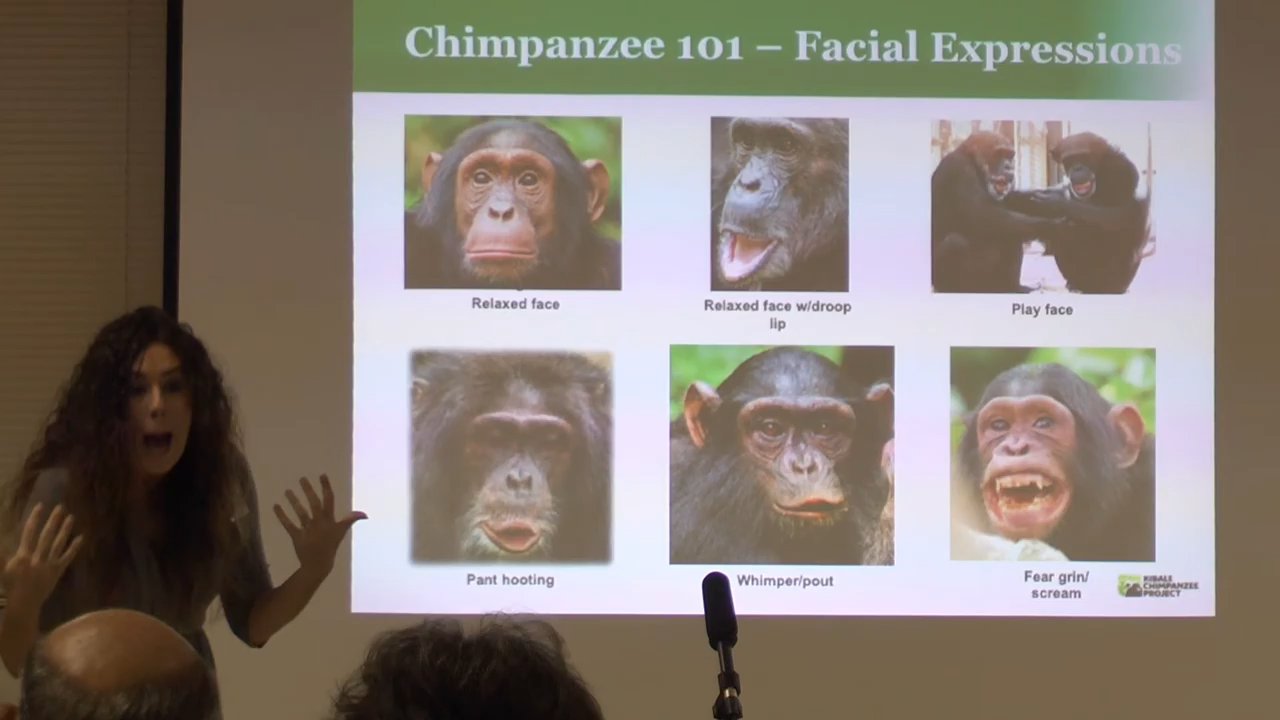 Chimpanzee 101 – Facial Expressions
Relaxed face
Relaxed face w/droop
lip
Play face
Pant hooting
Whimper/pout
Fear grin/
scream
KIBALE
CHIMPANZEE
PROJECT